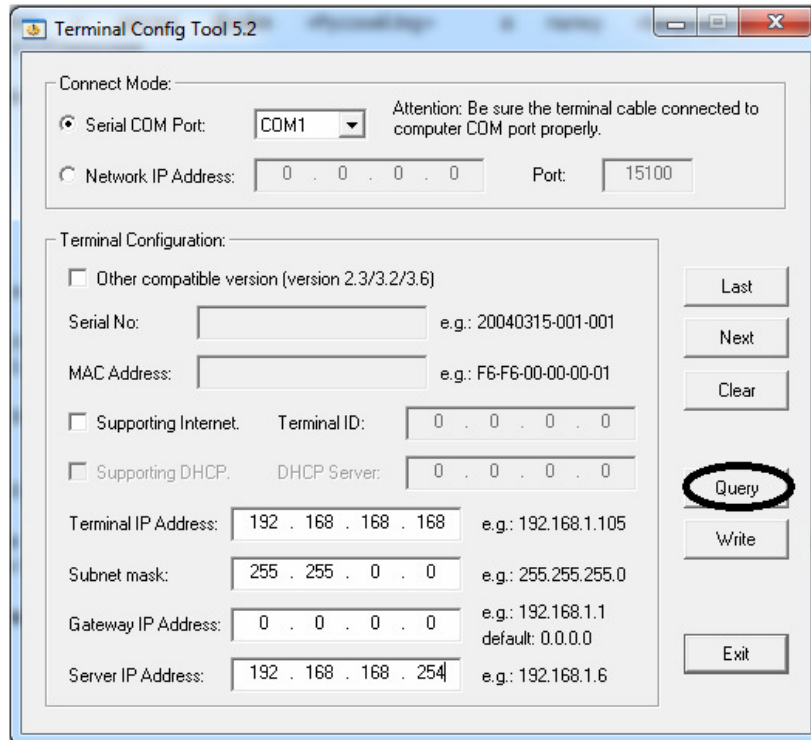 Terminal Config Tool 5.2
Connect Mode:
Serial COM Port: COM1 Attention: Be sure the terminal cable connected to
computer COM port properly.
Network IP Address: 0 . 0 . 0 . 0 Port: 15100
Terminal Configuration:
Other compatible version (version 2.3/3.2/3.6)
Last
Serial No: e.g.: 20040315-001-001
Next
MAC Address: e.g.: F6-F6-00-00-00-01
Clear
Supporting Internet. Terminal ID: 0 . 0 . 0 . 0
Supporting DHCP. DHCP Server: 0 . 0 . 0 . 0
Query
Terminal IP Address: 192 . 168 . 168 . 168 e.g.: 192.168.1.105
Write
Subnet mask: 255 . 255 . 0 . 0 e.g.: 255.255.255.0
Gateway IP Address: 0 . 0 . 0 . 0 e.g.: 192.168.1.1
default: 0.0.0.0
Exit
Server IP Address: 192 . 168 . 168 . 254 e.g.: 192.168.1.6